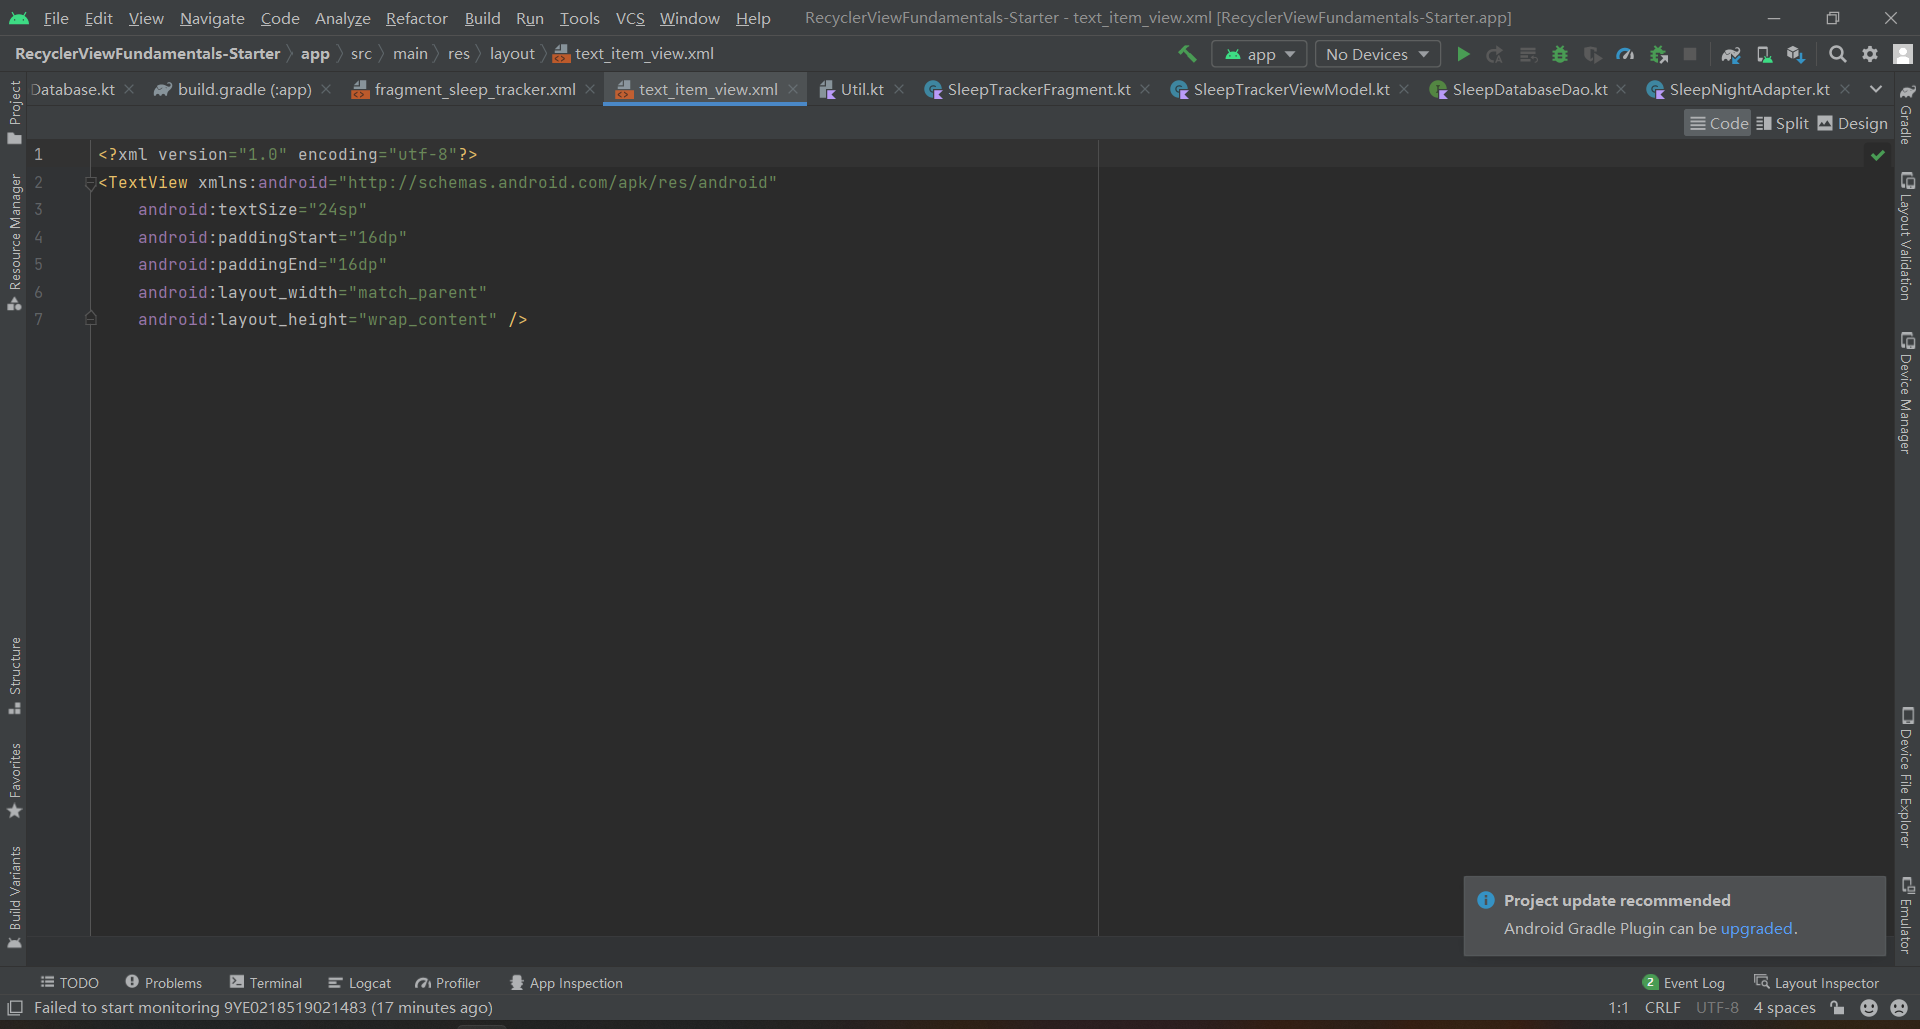 File Edit View Navigate Code Analyze Refactor Build Run Tools VCS Window Help RecyclerViewFundamentals-Starter - text_item_view.xml [RecyclerViewFundamentals-Starter.app]
RecyclerViewFundamentals-Starter app src main res layout text_item_view.xml app No Devices
Database.kt build.gradle (:app) fragment_sleep_tracker.xml text_item_view.xml Util.kt SleepTrackerFragment.kt SleepTrackerViewModel.kt SleepDatabaseDao.kt SleepNightAdapter.kt
Code Split Design
1 <?xml version="1.0" encoding="utf-8"?>
2 <TextView xmlns:android="http://schemas.android.com/apk/res/android"
3 android:textSize="24sp"
4 android:paddingStart="16dp"
5 android:paddingEnd="16dp"
6 android:layout_width="match_parent"
7 android:layout_height="wrap_content" />
Project
Resource Manager
Structure
Favorites
Build Variants
Gradle
Layout Validation
Device Manager
Device File Explorer
Emulator
Project update recommended
Android Gradle Plugin can be upgraded.
TODO Problems Terminal Logcat Profiler App Inspection 2 Event Log Layout Inspector
Failed to start monitoring 9YE0218519021483 (17 minutes ago) 1:1 CRLF UTF-8 4 spaces